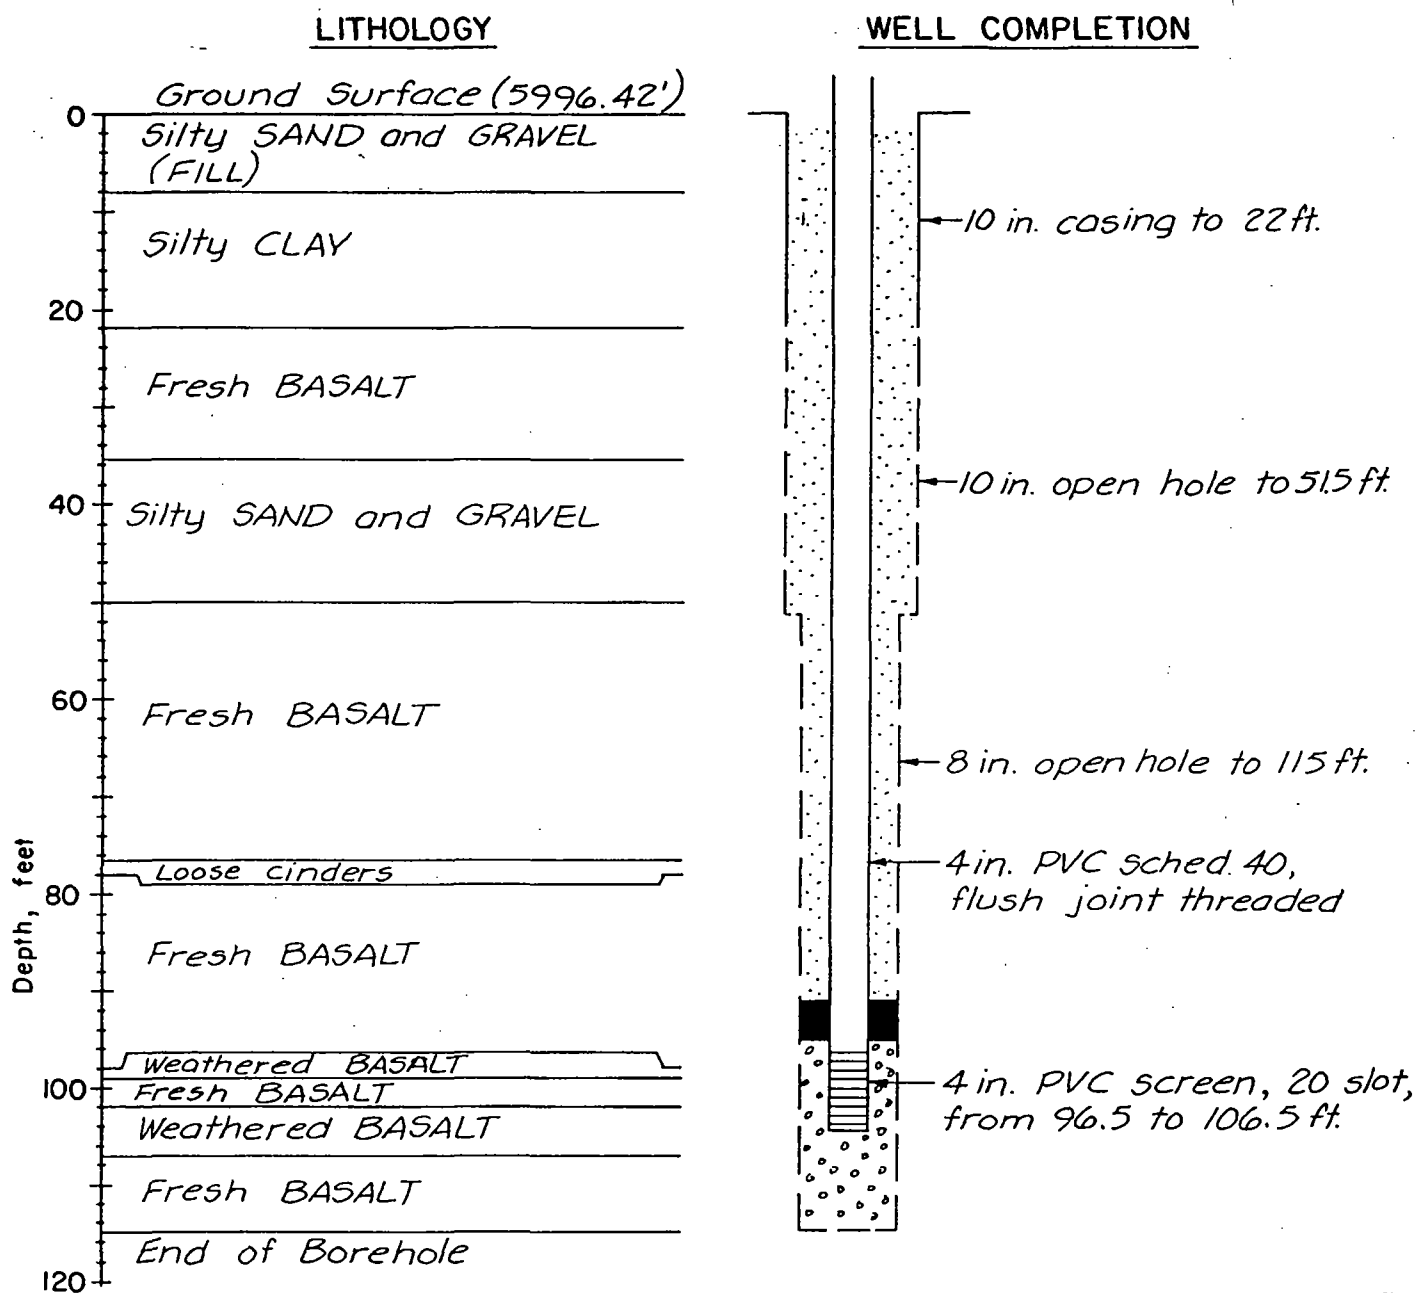 LITHOLOGY
WELL COMPLETION
Ground Surface (5996.42')
0
Silty SAND and GRAVEL
(FILL)
10 in. casing to 22 ft.
Silty CLAY
20
Fresh BASALT
10 in. open hole to 51.5 ft.
40
Silty SAND and GRAVEL
60
Fresh BASALT
8 in. open hole to 115 ft.
4 in. PVC sched. 40,
flush joint threaded
Depth, feet
Loose cinders
80
Fresh BASALT
Weathered BASALT
100
Fresh BASALT
4 in. PVC screen, 20 slot,
from 96.5 to 106.5 ft.
Weathered BASALT
Fresh BASALT
End of Borehole
120